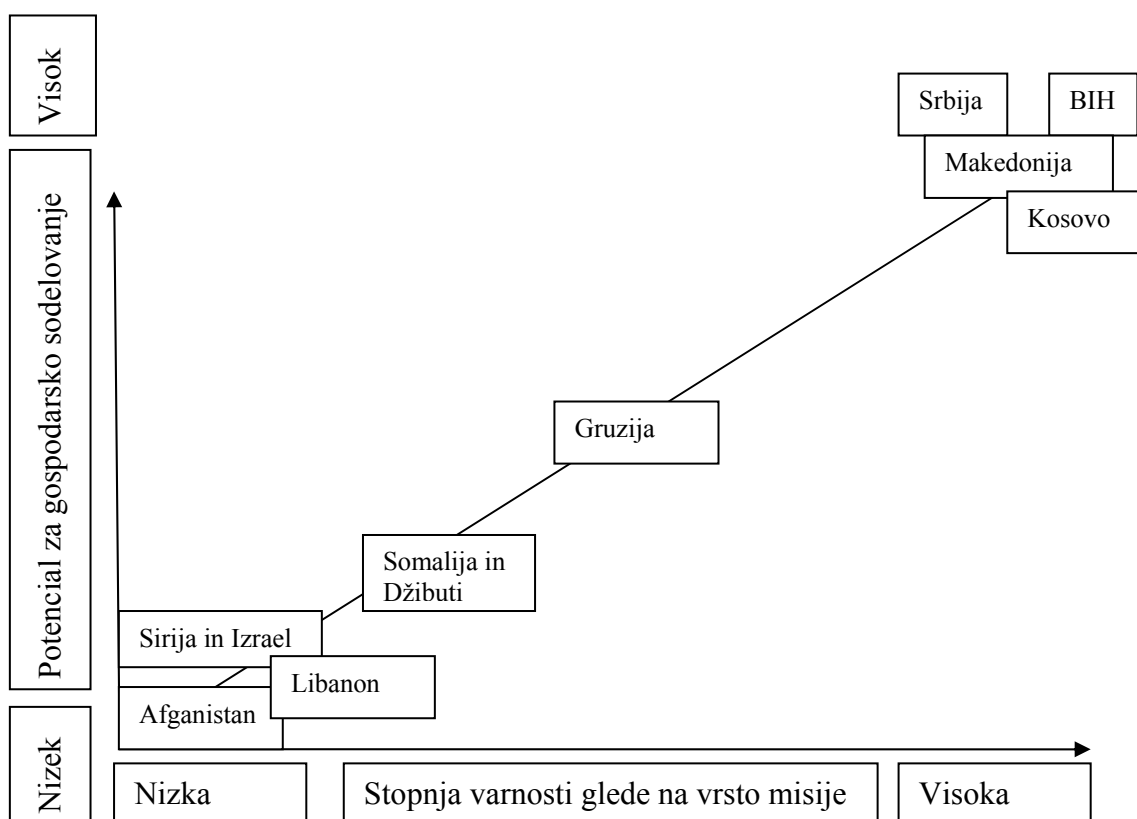 Visok
Srbija
BIH
Makedonija
Kosovo
Potencial za gospodarsko sodelovanje
Gruzija
Somalija in
Džibuti
Sirija in Izrael
Libanon
Afganistan
Nizek
Nizka
Stopnja varnosti glede na vrsto misije
Visoka